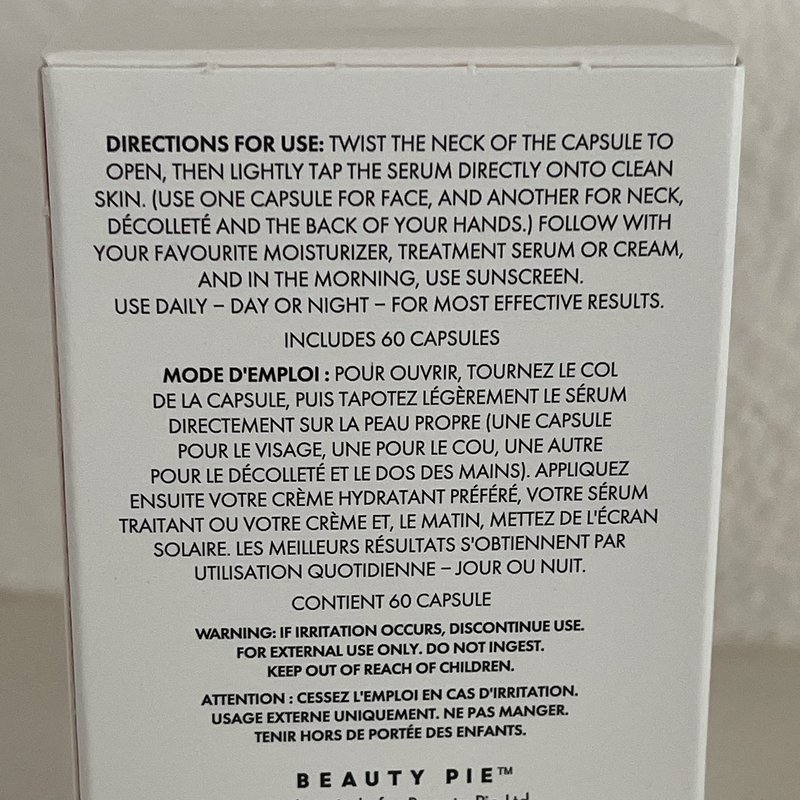 DIRECTIONS FOR USE: TWIST THE NECK OF THE CAPSULE TO
OPEN, THEN LIGHTLY TAP THE SERUM DIRECTLY ONTO CLEAN
SKIN. (USE ONE CAPSULE FOR FACE, AND ANOTHER FOR NECK,
DÉCOLLETÉ AND THE BACK OF YOUR HANDS.) FOLLOW WITH
YOUR FAVOURITE MOISTURIZER, TREATMENT SERUM OR CREAM,
AND IN THE MORNING, USE SUNSCREEN.
USE DAILY – DAY OR NIGHT – FOR MOST EFFECTIVE RESULTS.
INCLUDES 60 CAPSULES
MODE D'EMPLOI : POUR OUVRIR, TOURNEZ LE COL
DE LA CAPSULE, PUIS TAPOTEZ LÉGÈREMENT LE SÉRUM
DIRECTEMENT SUR LA PEAU PROPRE (UNE CAPSULE
POUR LE VISAGE, UNE POUR LE COU, UNE AUTRE
POUR LE DÉCOLLETÉ ET LE DOS DES MAINS). APPLIQUEZ
ENSUITE VOTRE CRÈME HYDRATANT PRÉFÉRÉ, VOTRE SÉRUM
TRAITANT OU VOTRE CRÈME ET, LE MATIN, METTEZ DE L'ÉCRAN
SOLAIRE. LES MEILLEURS RÉSULTATS S'OBTIENNENT PAR
UTILISATION QUOTIDIENNE – JOUR OU NUIT.
CONTIENT 60 CAPSULE
WARNING: IF IRRITATION OCCURS, DISCONTINUE USE.
FOR EXTERNAL USE ONLY. DO NOT INGEST.
KEEP OUT OF REACH OF CHILDREN.
ATTENTION : CESSEZ L'EMPLOI EN CAS D'IRRITATION.
USAGE EXTERNE UNIQUEMENT. NE PAS MANGER.
TENIR HORS DE PORTÉE DES ENFANTS.
BEAUTY PIE™